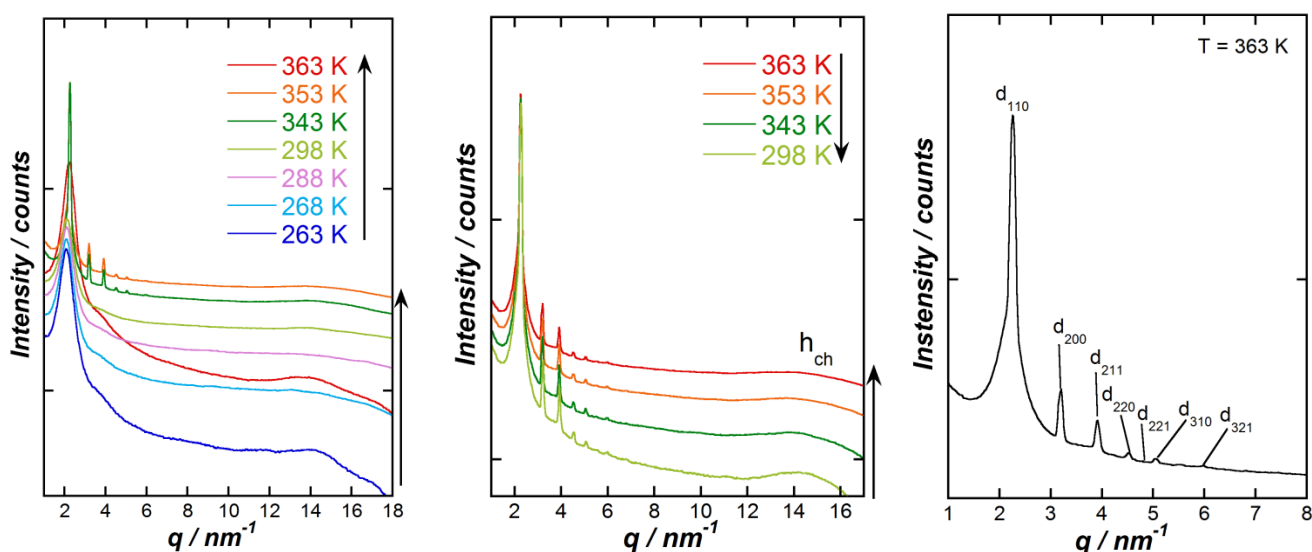 363 K
353 K
343 K
298 K
288 K
268 K
263 K
Intensity / counts
2 4 6 8 10 12 14 16 18
q / nm-1
363 K
353 K
343 K
298 K
hch
Intensity / counts
2 4 6 8 10 12 14 16
q / nm-1
T = 363 K
d110
d200
d211
d220
d221
d310
d321
Instensity / counts
1 2 3 4 5 6 7 8
q / nm-1